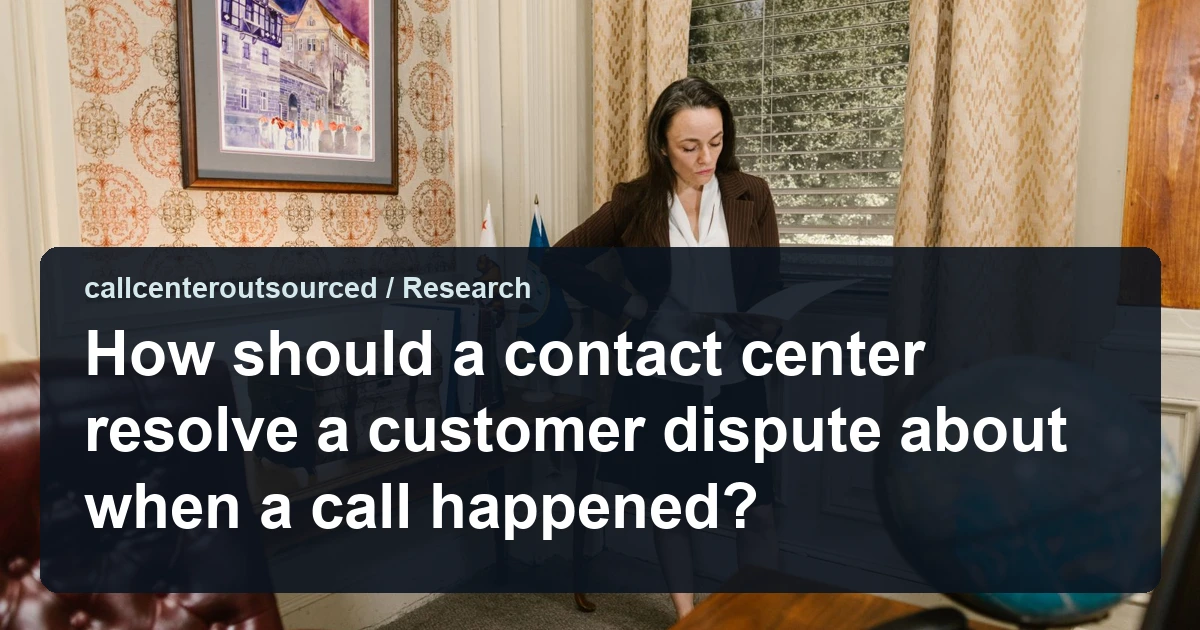 callcenteroutsourced / Research
How should a contact center
resolve a customer dispute about
when a call happened?